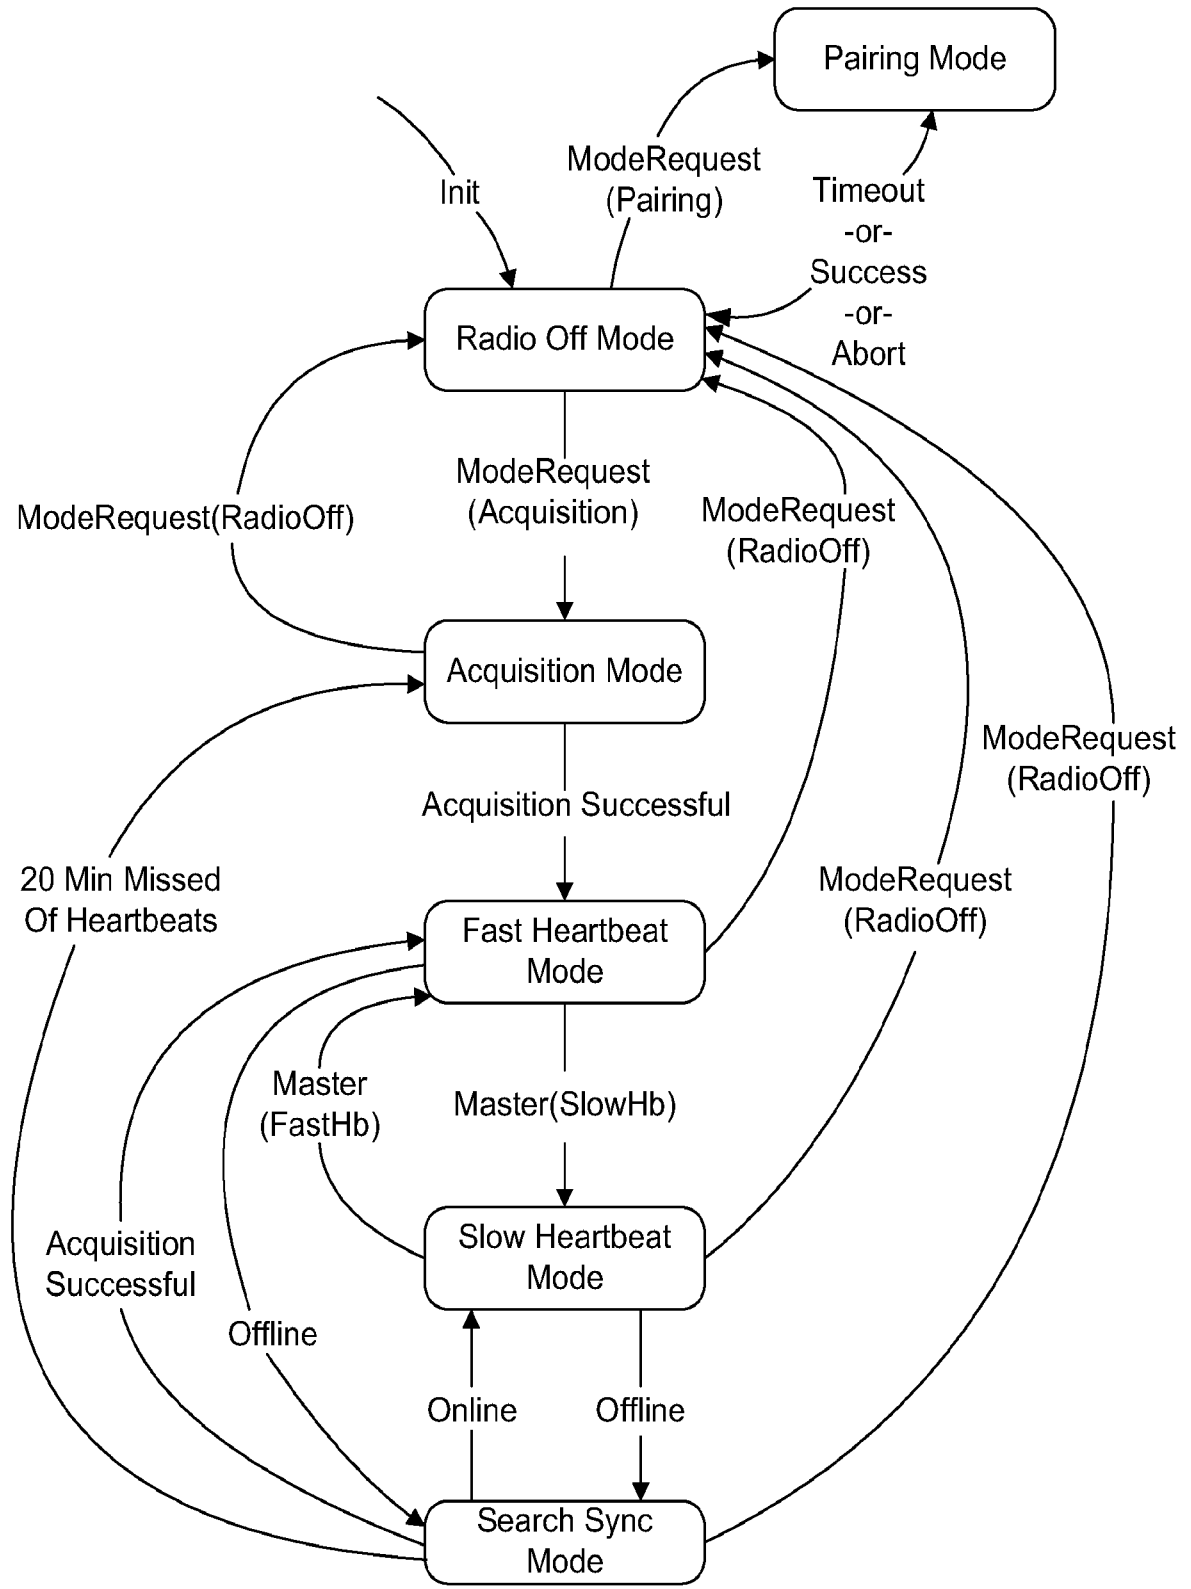 Pairing Mode
ModeRequest
(Pairing)
Init
Timeout
-or-
Success
-or-
Abort
Radio Off Mode
ModeRequest
(Acquisition)
ModeRequest(RadioOff)
ModeRequest
(RadioOff)
Acquisition Mode
ModeRequest
(RadioOff)
Acquisition Successful
20 Min Missed
Of Heartbeats
ModeRequest
(RadioOff)
Fast Heartbeat
Mode
Master
(FastHb)
Master(SlowHb)
Slow Heartbeat
Mode
Acquisition
Successful
Offline
Online
Offline
Search Sync
Mode